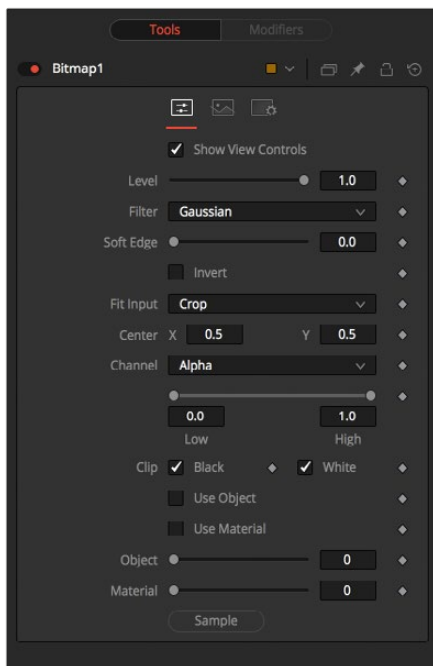 Tools Modifiers
Bitmap1
Show View Controls
Level 1.0
Filter Gaussian
Soft Edge 0.0
Invert
Fit Input Crop
Center X 0.5 Y 0.5
Channel Alpha
0.0 1.0
Low High
Clip Black White
Use Object
Use Material
Object 0
Material 0
Sample